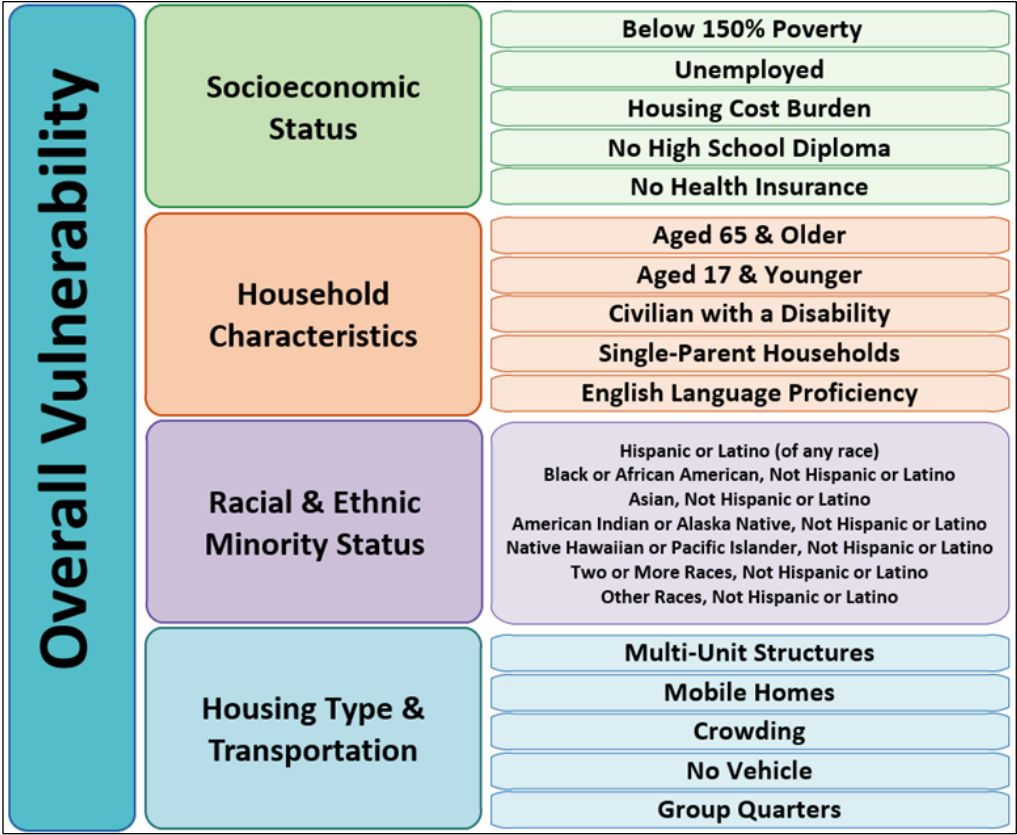 Overall Vulnerability
Socioeconomic
Status
Below 150% Poverty
Unemployed
Housing Cost Burden
No High School Diploma
No Health Insurance
Household
Characteristics
Aged 65 & Older
Aged 17 & Younger
Civilian with a Disability
Single-Parent Households
English Language Proficiency
Racial & Ethnic
Minority Status
Hispanic or Latino (of any race)
Black or African American, Not Hispanic or Latino
Asian, Not Hispanic or Latino
American Indian or Alaska Native, Not Hispanic or Latino
Native Hawaiian or Pacific Islander, Not Hispanic or Latino
Two or More Races, Not Hispanic or Latino
Other Races, Not Hispanic or Latino
Housing Type &
Transportation
Multi-Unit Structures
Mobile Homes
Crowding
No Vehicle
Group Quarters